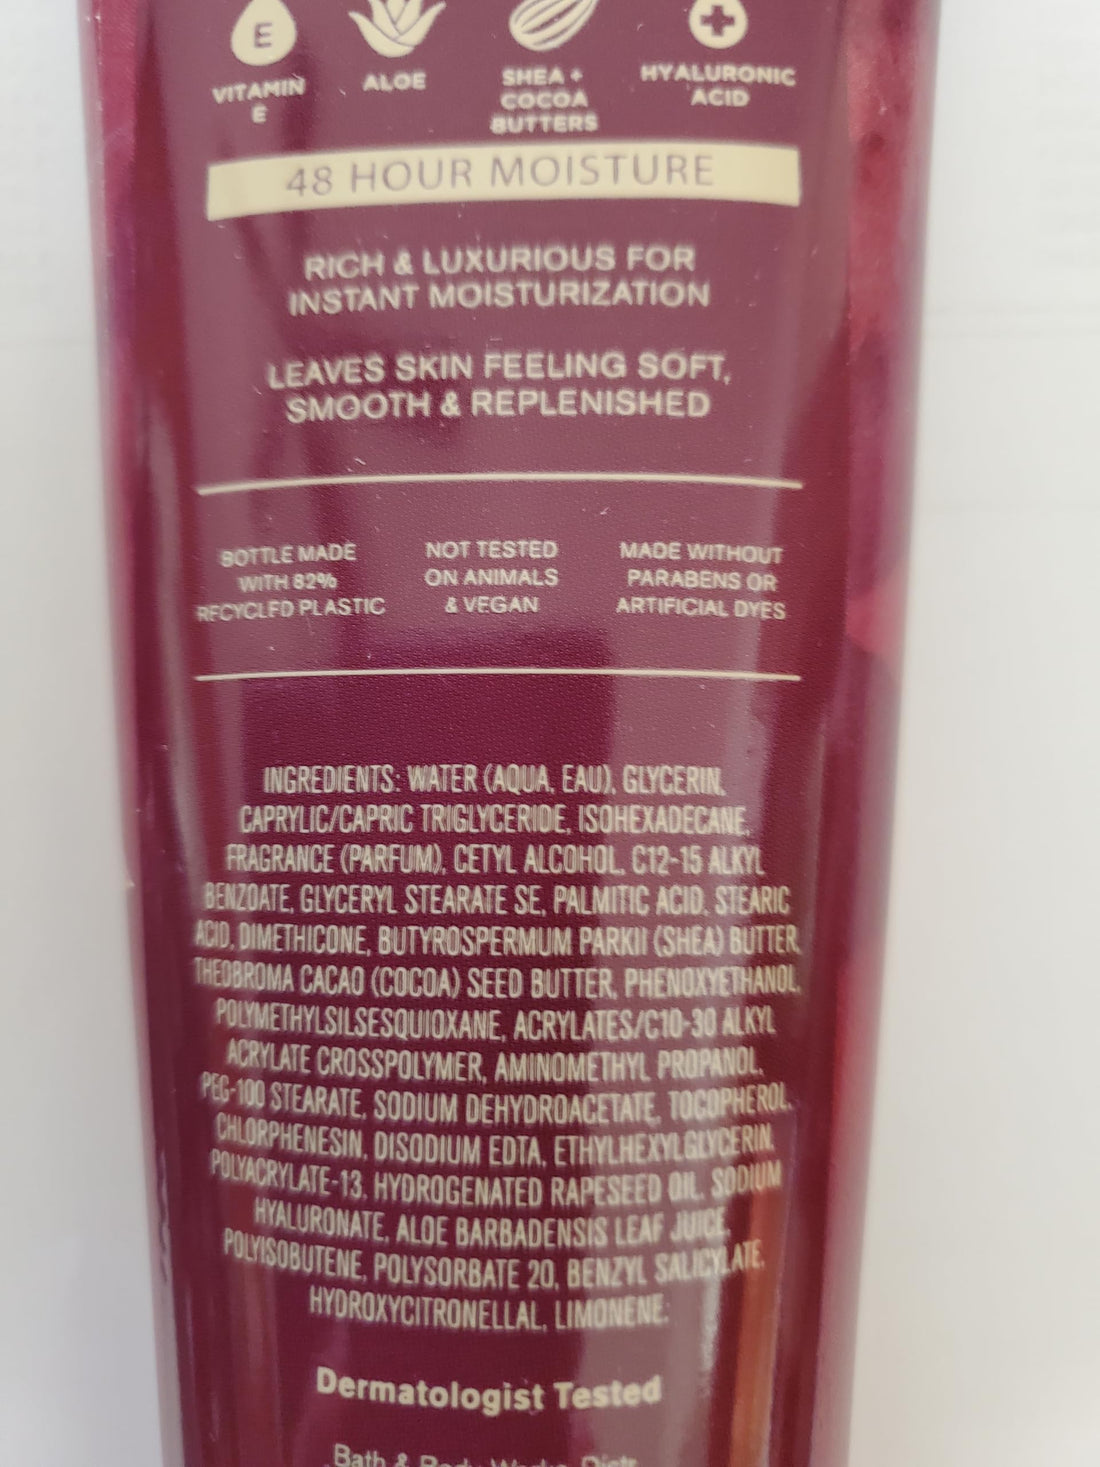 E
VITAMIN E
ALOE
SHEA +
COCOA
BUTTERS
HYALURONIC
ACID
48 HOUR MOISTURE
RICH & LUXURIOUS FOR
INSTANT MOISTURIZATION
LEAVES SKIN FEELING SOFT,
SMOOTH & REPLENISHED
BOTTLE MADE
WITH 82%
RECYCLED PLASTIC
NOT TESTED
ON ANIMALS
& VEGAN
MADE WITHOUT
PARABENS OR
ARTIFICIAL DYES
INGREDIENTS: WATER (AQUA, EAU), GLYCERIN,
CAPRYLIC/CAPRIC TRIGLYCERIDE, ISOHEXADECANE,
FRAGRANCE (PARFUM), CETYL ALCOHOL, C12-15 ALKYL
BENZOATE, GLYCERYL STEARATE SE, PALMITIC ACID, STEARIC
ACID, DIMETHICONE, BUTYROSPERMUM PARKII (SHEA) BUTTER,
THEOBROMA CACAO (COCOA) SEED BUTTER, PHENOXYETHANOL,
POLYMETHYLSILSESQUIOXANE, ACRYLATES/C10-30 ALKYL
ACRYLATE CROSSPOLYMER, AMINOMETHYL PROPANOL,
PEG-100 STEARATE, SODIUM DEHYDROACETATE, TOCOPHEROL,
CHLORPHENESIN, DISODIUM EDTA, ETHYLHEXYLGLYCERIN,
POLYACRYLATE-13, HYDROGENATED RAPESEED OIL, SODIUM
HYALURONATE, ALOE BARBADENSIS LEAF JUICE,
POLYISOBUTENE, POLYSORBATE 20, BENZYL SALICYLATE,
HYDROXYCITRONELLAL, LIMONENE;
Dermatologist Tested
Bath & Body Works, Distr.